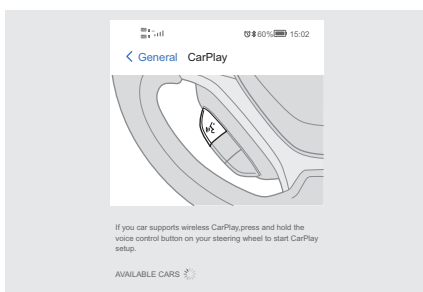 60% 15:02
General CarPlay
If you car supports wireless CarPlay,press and hold the
voice control button on your steering wheel to start CarPlay
setup.
AVAILABLE CARS